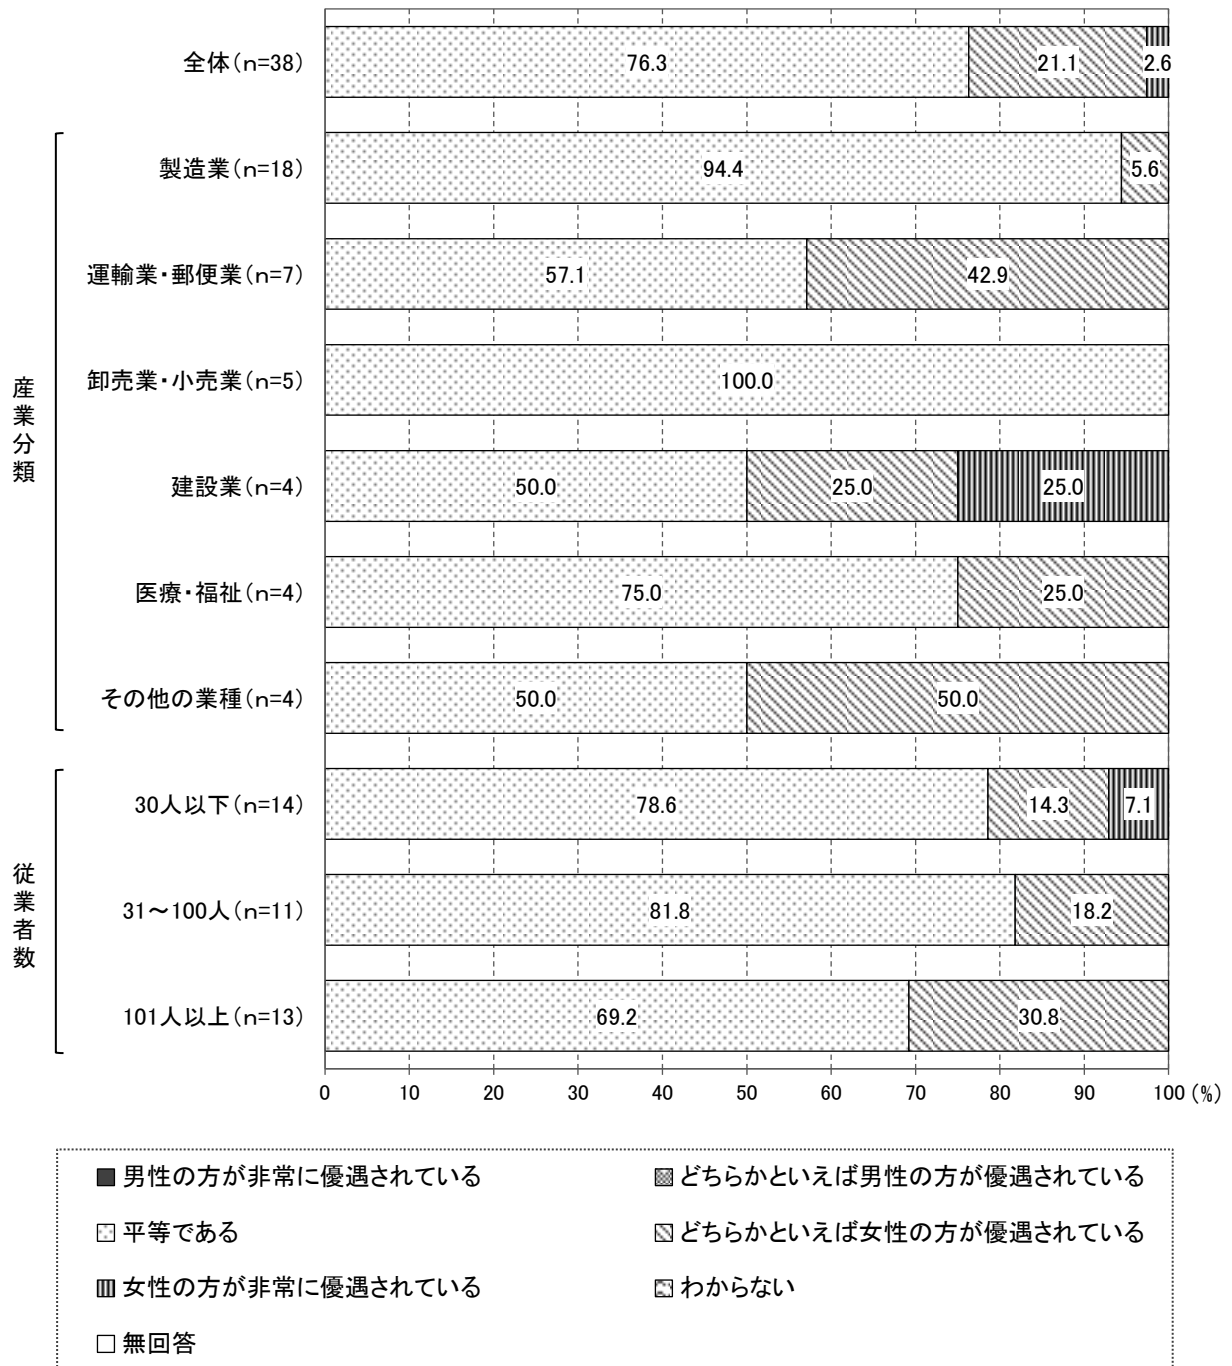 全体(n=38)
76.3
21.1
2.6
産業分類
製造業(n=18)
94.4
5.6
運輸業・郵便業(n=7)
57.1
42.9
卸売業・小売業(n=5)
100.0
建設業(n=4)
50.0
25.0
25.0
医療・福祉(n=4)
75.0
25.0
その他の業種(n=4)
50.0
50.0
従業者数
30人以下(n=14)
78.6
14.3
7.1
31～100人(n=11)
81.8
18.2
101人以上(n=13)
69.2
30.8
0 10 20 30 40 50 60 70 80 90 100 (%)
男性の方が非常に優遇されている
どちらかといえば男性の方が優遇されている
平等である
どちらかといえば女性の方が優遇されている
女性の方が非常に優遇されている
わからない
無回答